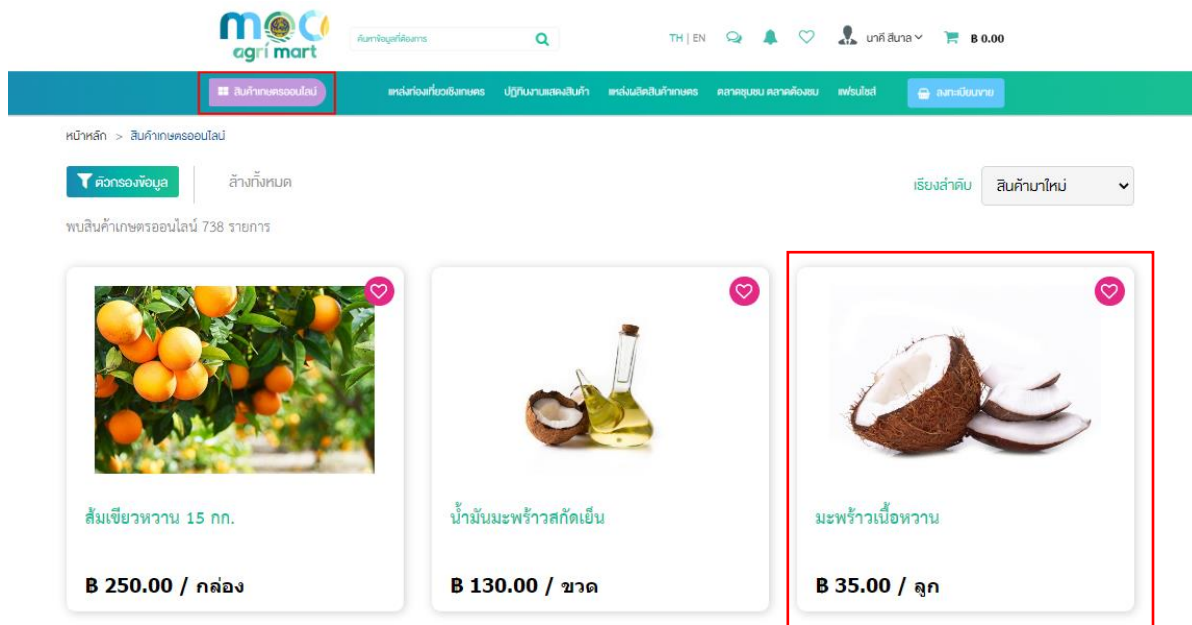 moc
agri mart
ค้นหาข้อมูลที่ต้องการ
TH | EN
นาคี สีนาล
฿ 0.00
สินค้าเกษตรออนไลน์
แหล่งท่องเที่ยวเชิงเกษตร
ปฏิทินงานแสดงสินค้า
แหล่งผลิตสินค้าเกษตร
ตลาดชุมชน ตลาดต้องชม
แฟรนไชส์
ลงทะเบียนขาย
หน้าหลัก > สินค้าเกษตรออนไลน์
ตัวกรองข้อมูล
ล้างทั้งหมด
เรียงลำดับ
สินค้ามาใหม่
พบสินค้าเกษตรออนไลน์ 738 รายการ
ส้มเขียวหวาน 15 กก.
฿ 250.00 / กล่อง
น้ำมันมะพร้าวสกัดเย็น
฿ 130.00 / ขวด
มะพร้าวเนื้อหวาน
฿ 35.00 / ลูก